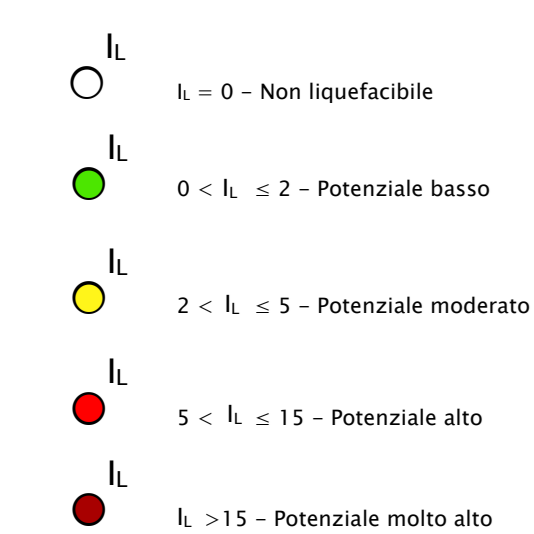 IL
IL = 0 – Non liquefacibile
IL
0 < IL ≤ 2 – Potenziale basso
IL
2 < IL ≤ 5 – Potenziale moderato
IL
5 < IL ≤ 15 – Potenziale alto
IL
IL >15 – Potenziale molto alto